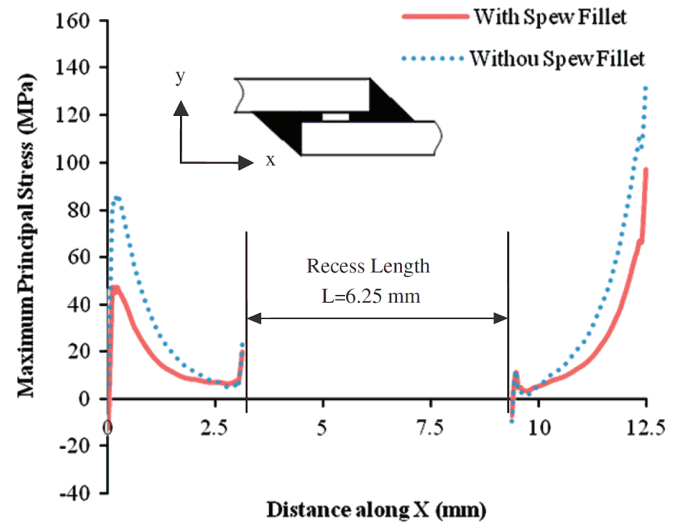 With Spew Fillet
Withou Spew Fillet
Maximum Principal Stress (MPa)
160
140
120
100
80
60
40
20
0
-20
-40
y
x
Recess Length
L=6.25 mm
0
2.5
5
7.5
10
12.5
Distance along X (mm)